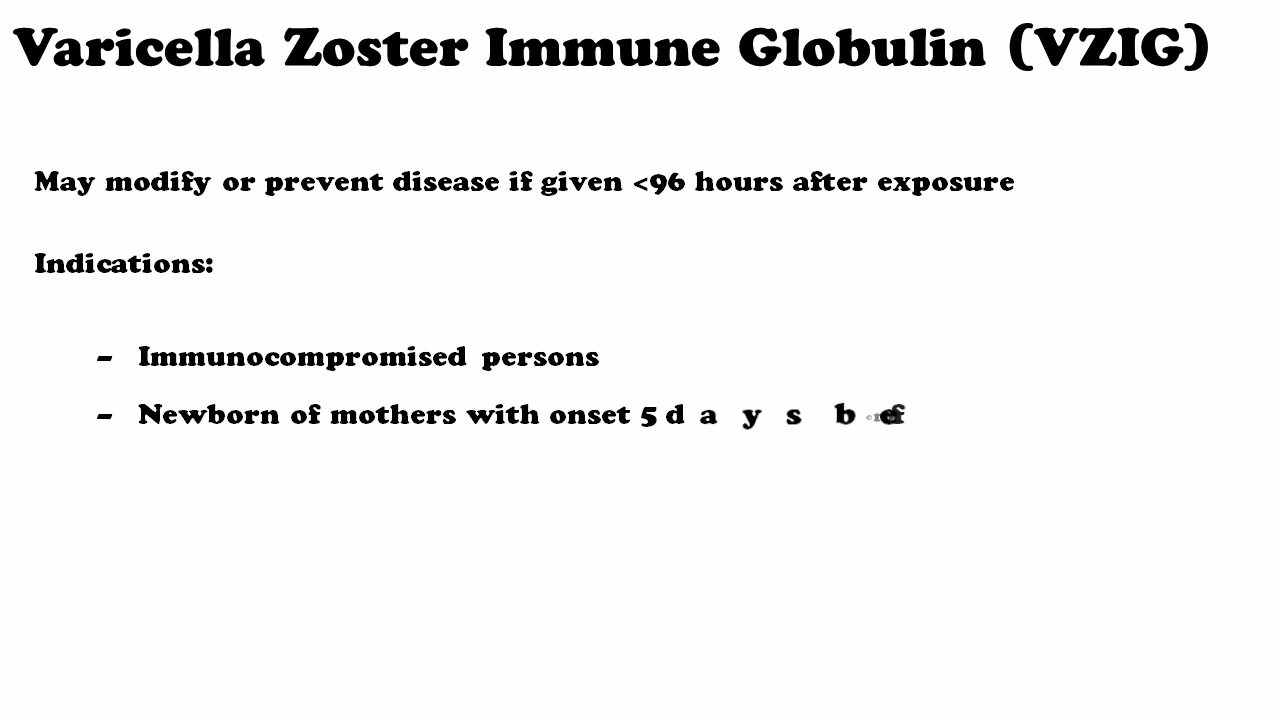 Varicella Zoster Immune Globulin (VZIG)
May modify or prevent disease if given <96 hours after exposure
Indications:
– Immunocompromised persons
– Newborn of mothers with onset 5 days